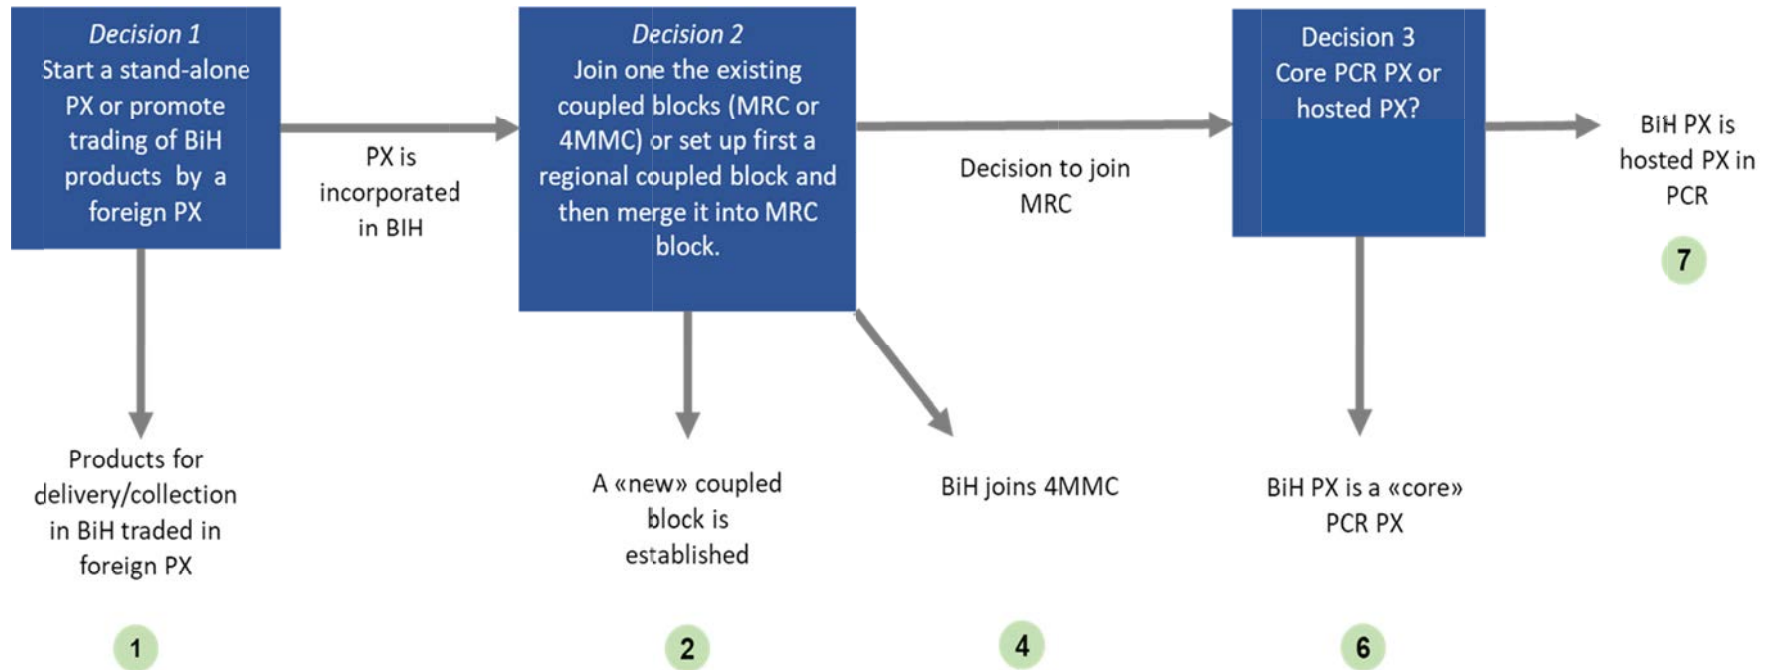 Decision 1
Start a stand-alone
PX or promote
trading of BiH
products by a
foreign PX
PX is
incorporated
in BIH
Decision 2
Join one the existing
coupled blocks (MRC or
4MMC) or set up first a
regional coupled block and
then merge it into MRC
block.
Decision to join
MRC
Decision 3
Core PCR PX or
hosted PX?
BiH PX is
hosted PX in
PCR
7
Products for
delivery/collection
in BiH traded in
foreign PX
1
A «new» coupled
block is
established
2
BiH joins 4MMC
4
BiH PX is a «core»
PCR PX
6